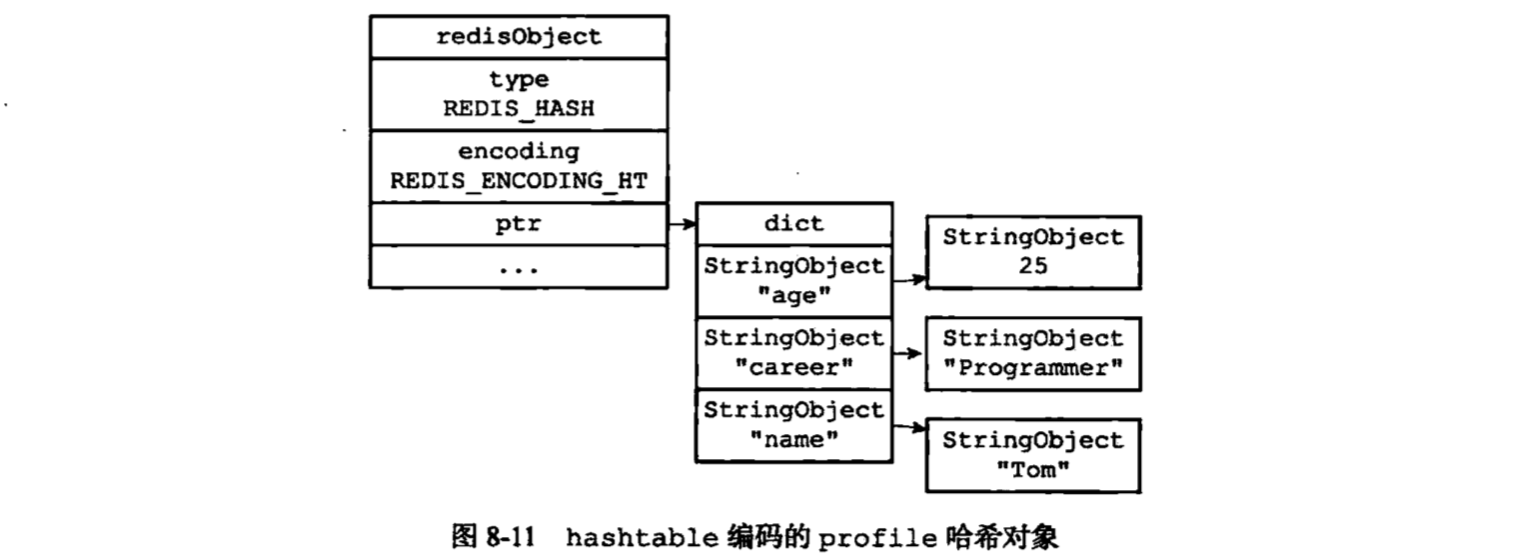 redisObject
type
REDIS_HASH
encoding
REDIS_ENCODING_HT
ptr
...
dict
StringObject
"age"
StringObject
"career"
StringObject
"name"
StringObject
25
StringObject
"Programmer"
StringObject
"Tom"
图 8-11 hashtable 编码的 profile 哈希对象